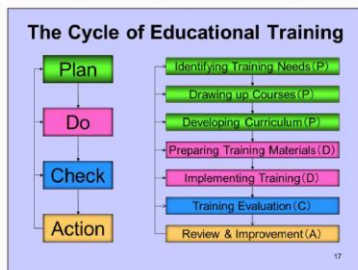 The Cycle of Educational Training
Plan
Do
Check
Action
Identifying Training Needs(P)
Drawing up Courses(P)
Developing Curriculum(P)
Preparing Training Materials(D)
Implementing Training(D)
Training Evaluation(C)
Review & Improvement(A)
17